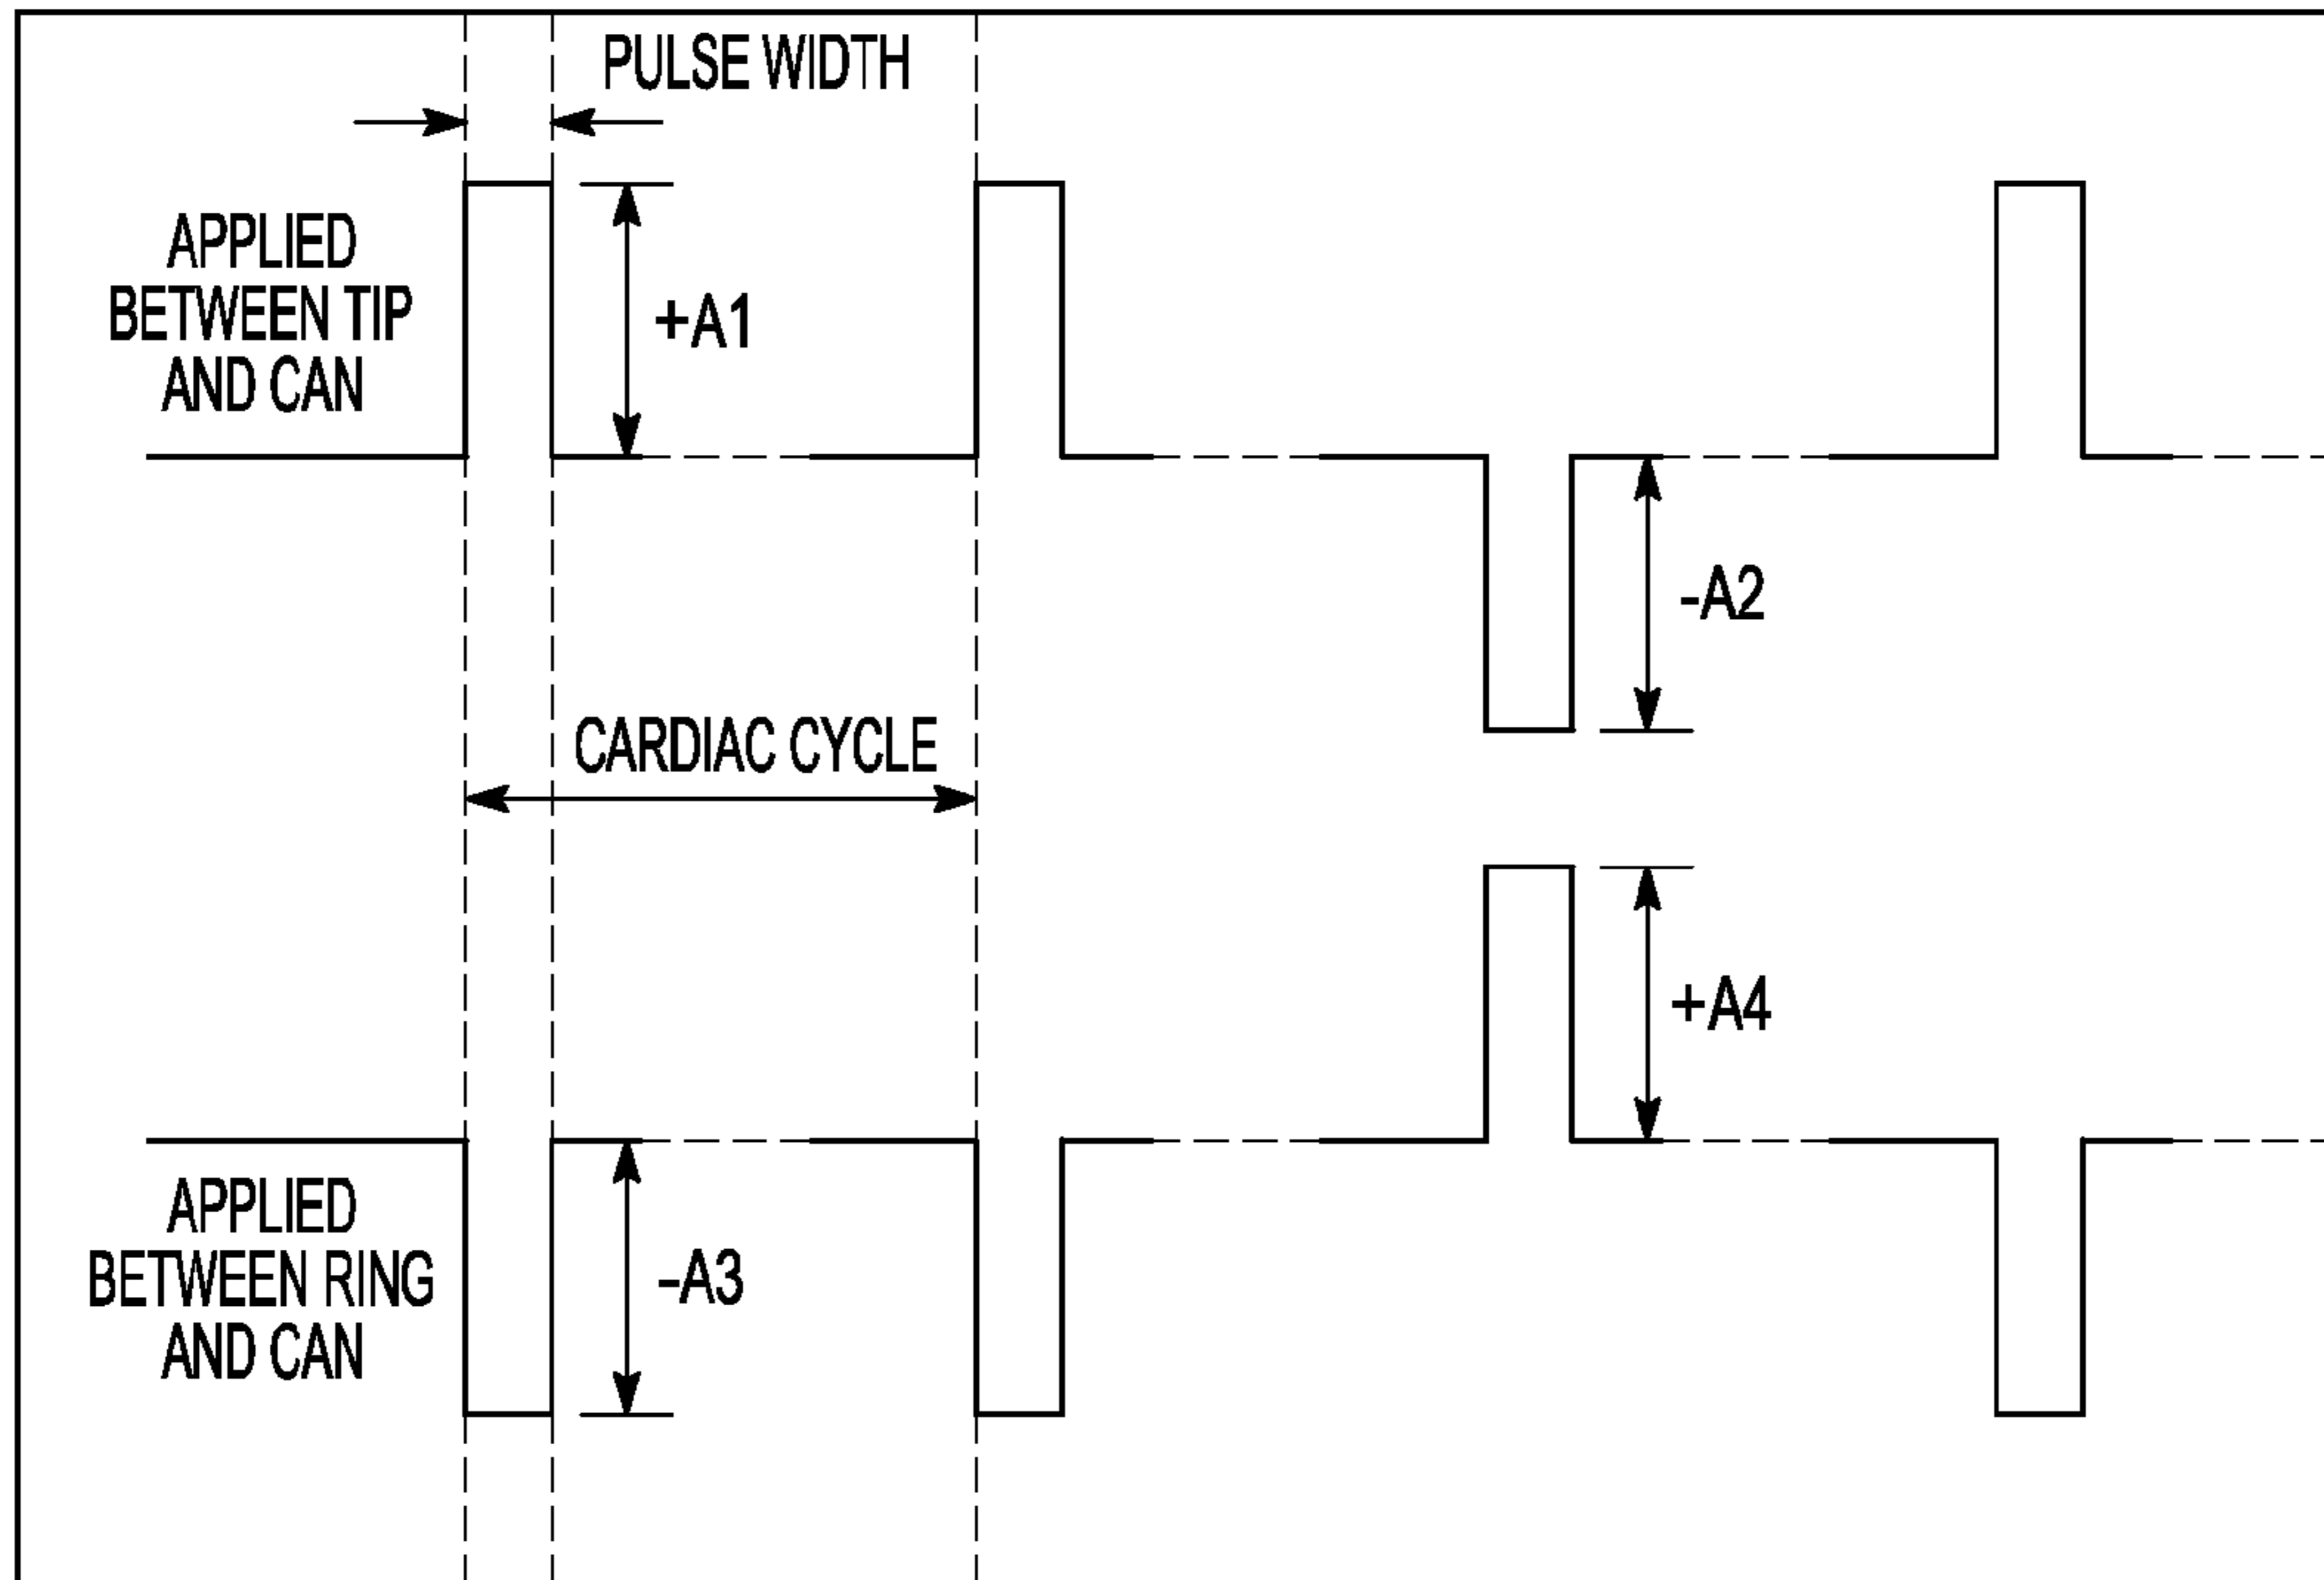 PULSE WIDTH
APPLIED
BETWEEN TIP
AND CAN
+A1
-A2
CARDIAC CYCLE
+A4
APPLIED
BETWEEN RING
AND CAN
-A3